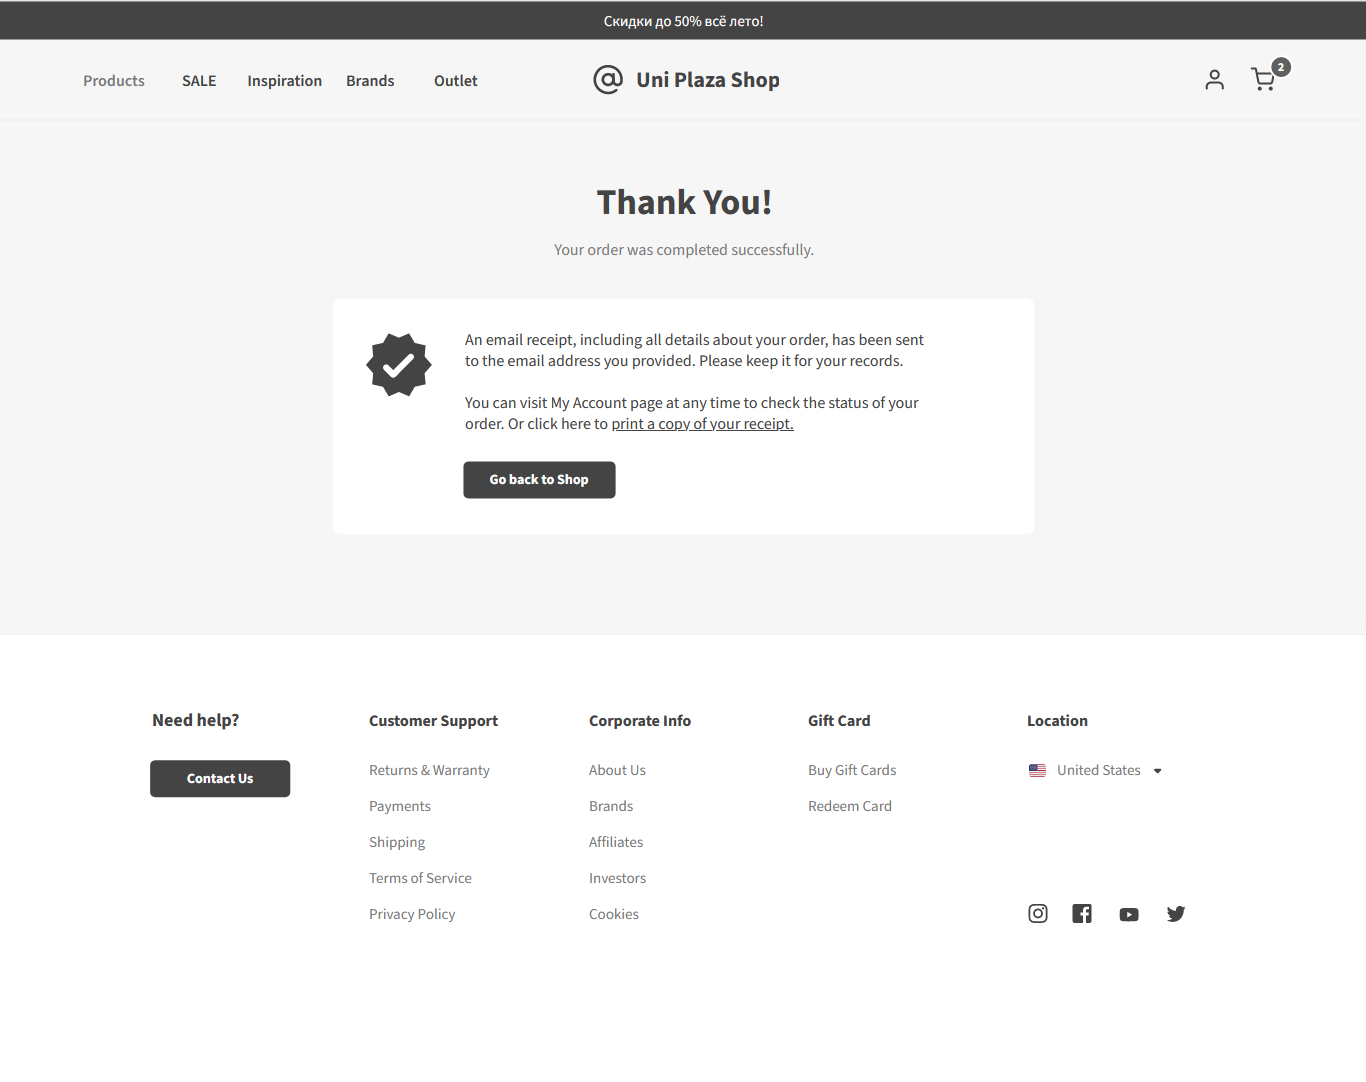 Скидки до 50% всё лето!
Products SALE Inspiration Brands Outlet
@ Uni Plaza Shop
2
Thank You!
Your order was completed successfully.
An email receipt, including all details about your order, has been sent
to the email address you provided. Please keep it for your records.
You can visit My Account page at any time to check the status of your
order. Or click here to print a copy of your receipt.
Go back to Shop
Need help?
Contact Us
Customer Support
Returns & Warranty
Payments
Shipping
Terms of Service
Privacy Policy
Corporate Info
About Us
Brands
Affiliates
Investors
Cookies
Gift Card
Buy Gift Cards
Redeem Card
Location
United States